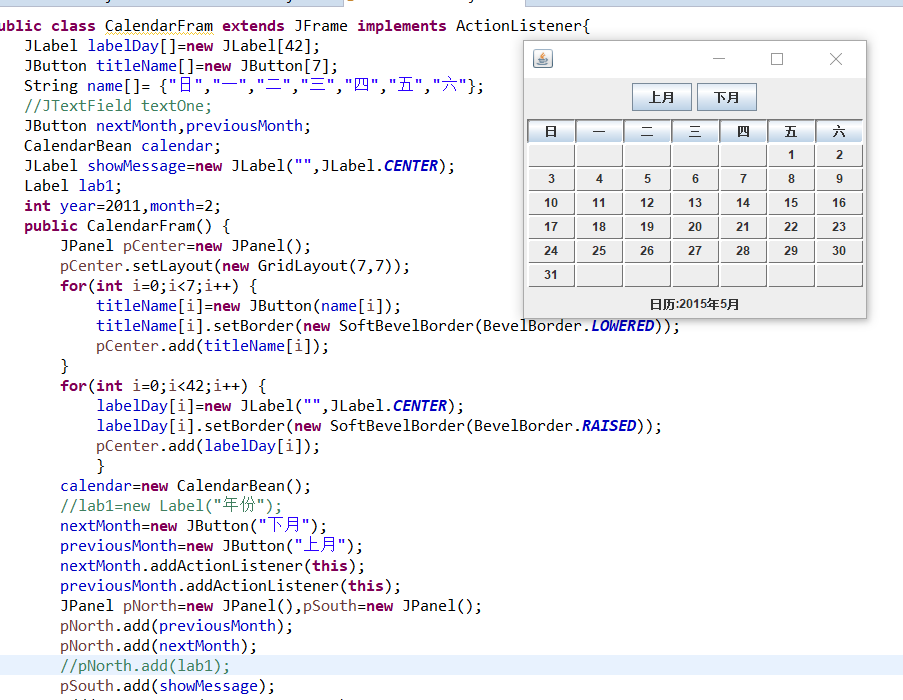 ublic class CalendarFram extends JFrame implements ActionListener{
JLabel labelDay[]=new JLabel[42];
JButton titleName[]=new JButton[7];
String name[]= {"日","一","二","三","四","五","六"};
//JTextField textOne;
JButton nextMonth,previousMonth;
CalendarBean calendar;
JLabel showMessage=new JLabel("",JLabel.CENTER);
Label lab1;
int year=2011,month=2;
public CalendarFram() {
JPanel pCenter=new JPanel();
pCenter.setLayout(new GridLayout(7,7));
for(int i=0;i<7;i++) {
titleName[i]=new JButton(name[i]);
titleName[i].setBorder(new SoftBevelBorder(BevelBorder.LOWERED));
pCenter.add(titleName[i]);
}
for(int i=0;i<42;i++) {
labelDay[i]=new JLabel("",JLabel.CENTER);
labelDay[i].setBorder(new SoftBevelBorder(BevelBorder.RAISED));
pCenter.add(labelDay[i]);
}
calendar=new CalendarBean();
//lab1=new Label("年份");
nextMonth=new JButton("下月");
previousMonth=new JButton("上月");
nextMonth.addActionListener(this);
previousMonth.addActionListener(this);
JPanel pNorth=new JPanel(),pSouth=new JPanel();
pNorth.add(previousMonth);
pNorth.add(nextMonth);
//pNorth.add(lab1);
pSouth.add(showMessage);
上月 下月
日 一 二 三 四 五 六
1 2
3 4 5 6 7 8 9
10 11 12 13 14 15 16
17 18 19 20 21 22 23
24 25 26 27 28 29 30
31
日历:2015年5月